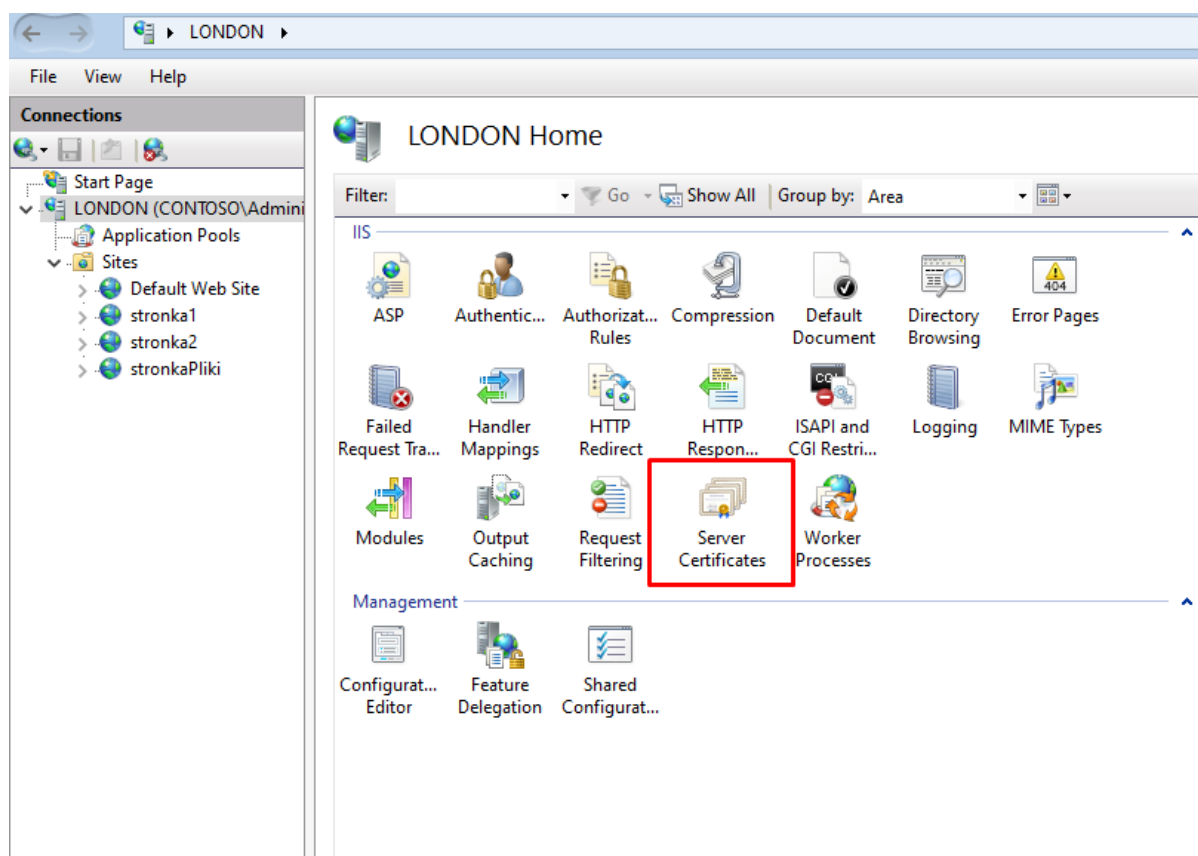 LONDON
File View Help
Connections
Start Page
LONDON (CONTOSO\Admini
Application Pools
Sites
Default Web Site
stronka1
stronka2
stronkaPliki
LONDON Home
Filter: Go Show All Group by: Area
IIS
ASP Authentic... Authorizat... Rules Compression Default Document Directory Browsing Error Pages
Failed Request Tra... Handler Mappings HTTP Redirect HTTP Respon... ISAPI and CGI Restri... Logging MIME Types
Modules Output Caching Request Filtering Server Certificates Worker Processes
Management
Configurat... Editor Feature Delegation Shared Configurat...